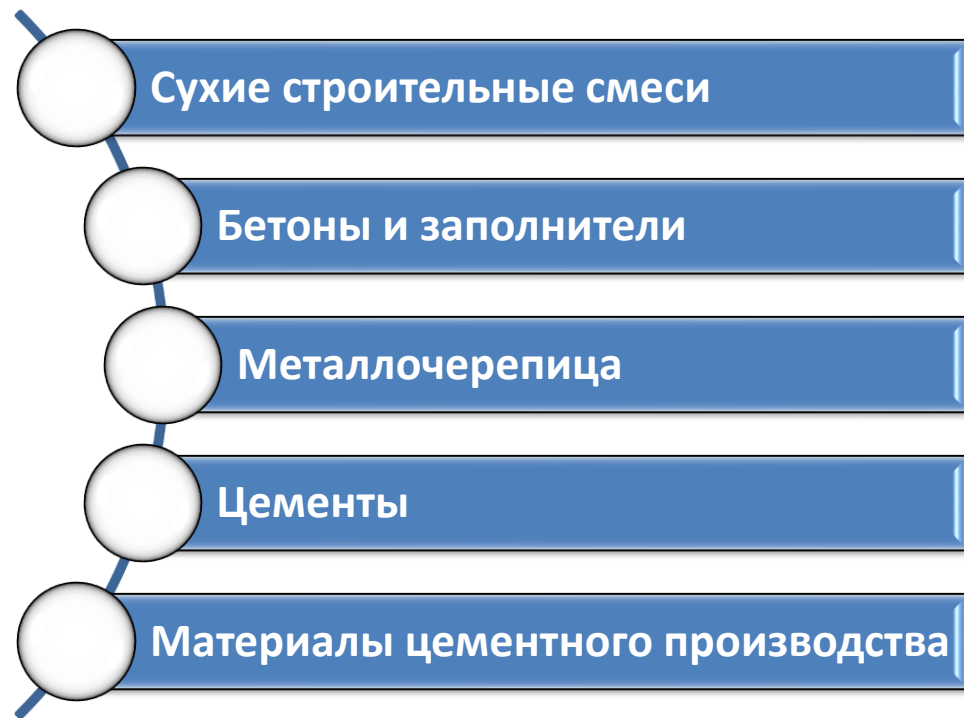 Сухие строительные смеси
Бетоны и заполнители
Металлочерепица
Цементы
Материалы цементного производства